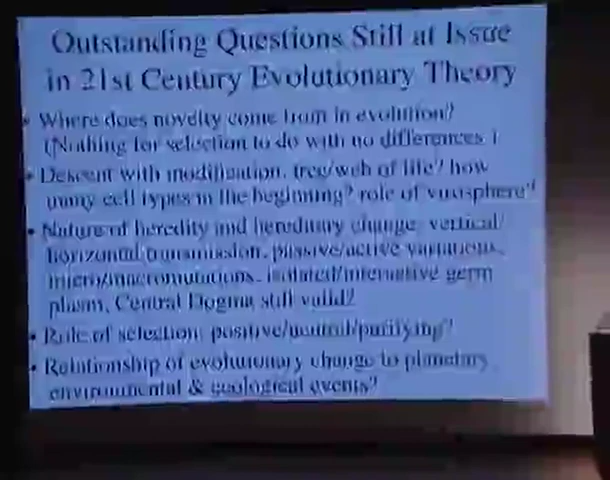 Outstanding Questions Still at Issue
in 21st Century Evolutionary Theory
• Where does novelty come from in evolution?
(Nothing for selection to do with no differences.)
• Descent with modification, tree/web of life? how
many cell types in the beginning? role of virosphere?
• Nature of heredity and hereditary change: vertical/
horizontal transmission, passive/active variations,
micro/macromutations, isolated/interactive germ
plasm, Central Dogma still valid?
• Role of selection: positive/neutral/purifying?
• Relationship of evolutionary change to planetary,
environmental & geological events?